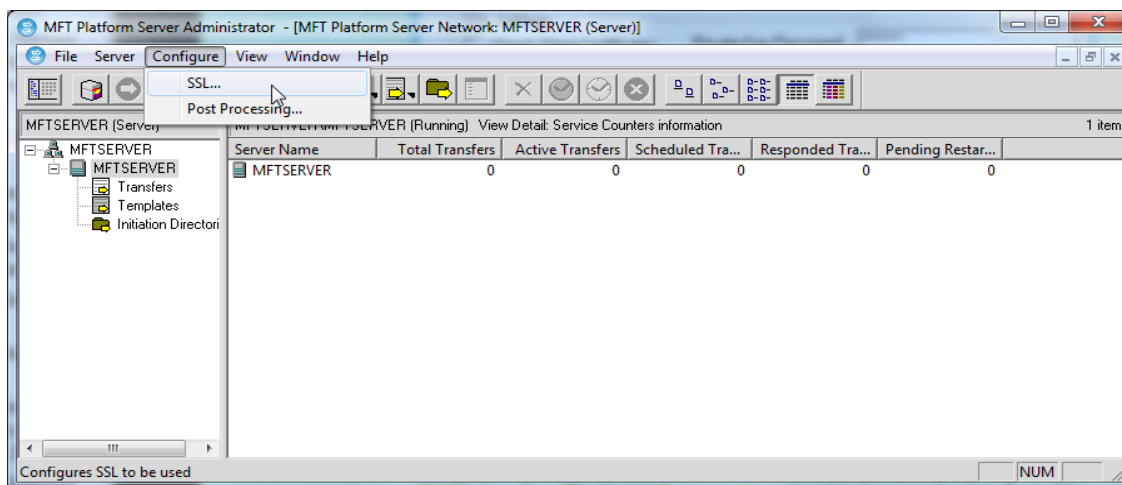 MFT Platform Server Administrator - [MFT Platform Server Network: MFTSERVER (Server)]
File Server Configure View Window Help
SSL...
Post Processing...
MFTSERVER (Server)
MFTSERVER\MFTSERVER (Running) View Detail: Service Counters information 1 item
MFTSERVER
MFTSERVER
Transfers
Templates
Initiation Directori
Server Name Total Transfers Active Transfers Scheduled Tra... Responded Tra... Pending Restar...
MFTSERVER 0 0 0 0 0
Configures SSL to be used NUM